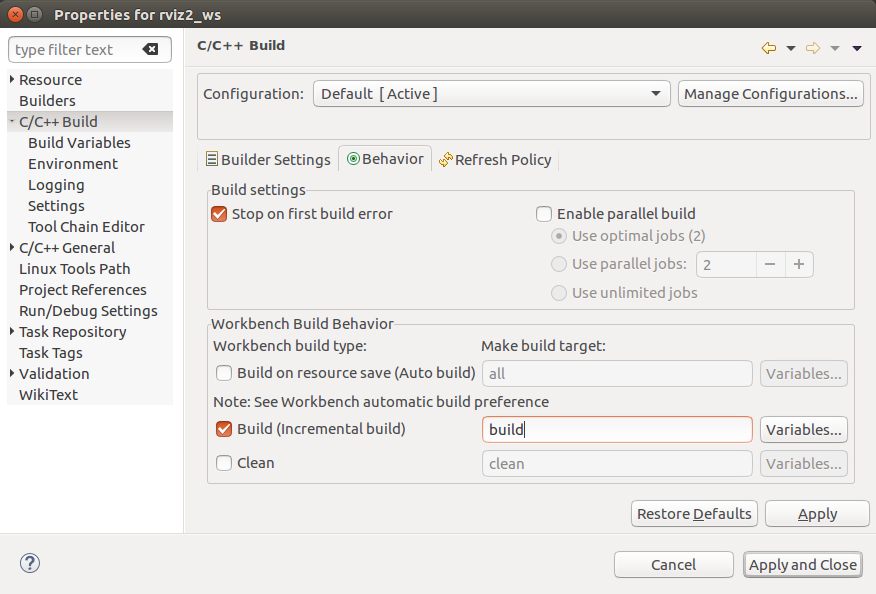 Properties for rviz2_ws
type filter text
Resource
Builders
C/C++ Build
Build Variables
Environment
Logging
Settings
Tool Chain Editor
C/C++ General
Linux Tools Path
Project References
Run/Debug Settings
Task Repository
Task Tags
Validation
WikiText
C/C++ Build
Configuration: Default [ Active ] Manage Configurations...
Builder Settings Behavior Refresh Policy
Build settings
Stop on first build error Enable parallel build
Use optimal jobs (2)
Use parallel jobs: 2 − +
Use unlimited jobs
Workbench Build Behavior
Workbench build type: Make build target:
Build on resource save (Auto build) all Variables...
Note: See Workbench automatic build preference
Build (Incremental build) build Variables...
Clean clean Variables...
Restore Defaults Apply
? Cancel Apply and Close